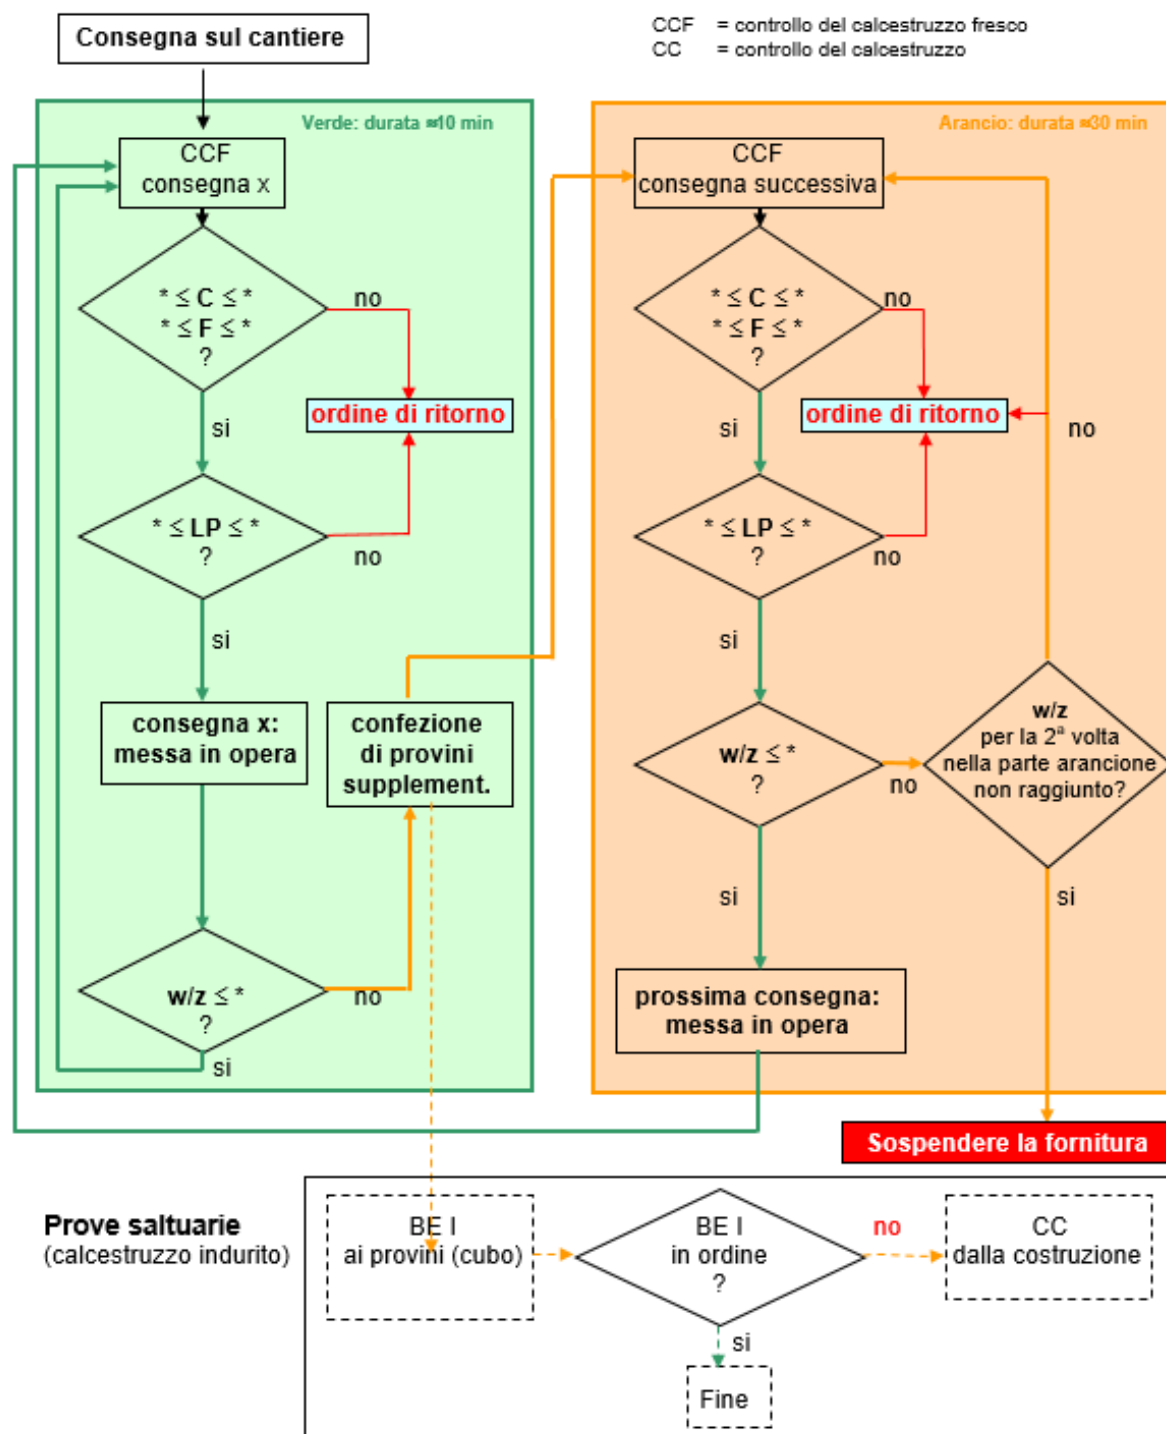 Consegna sul cantiere
CCF = controllo del calcestruzzo fresco
CC = controllo del calcestruzzo
Verde: durata ≈10 min
CCF
consegna x
* ≤ C ≤ *
* ≤ F ≤ *
?
no
ordine di ritorno
si
* ≤ LP ≤ *
?
no
si
consegna x:
messa in opera
confezione
di provini
supplement.
w/z ≤ *
?
no
si
Arancio: durata ≈30 min
CCF
consegna successiva
* ≤ C ≤ *
* ≤ F ≤ *
?
no
ordine di ritorno
no
si
* ≤ LP ≤ *
?
no
si
w/z ≤ *
?
no
w/z
per la 2ª volta
nella parte arancione
non raggiunto?
si
si
prossima consegna:
messa in opera
Sospendere la fornitura
Prove saltuarie
(calcestruzzo indurito)
BE I
ai provini (cubo)
BE I
in ordine
?
no
CC
dalla costruzione
si
Fine